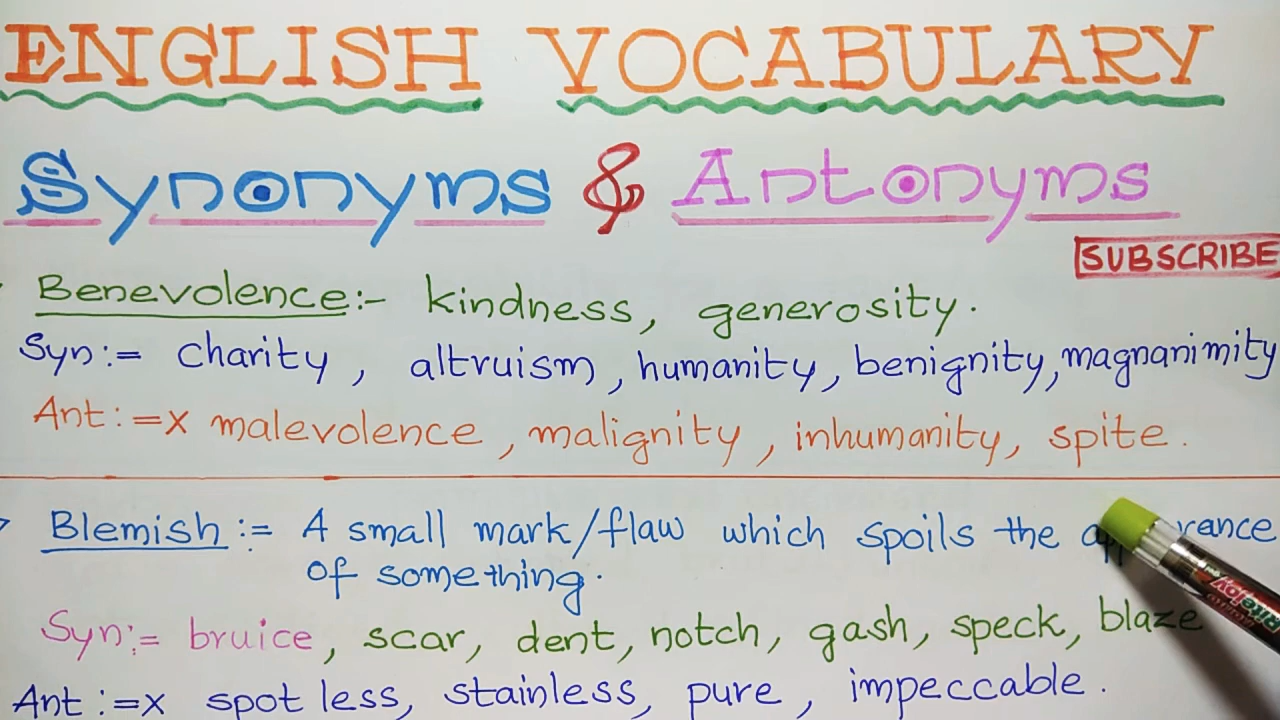 ENGLISH VOCABULARY
Synonyms & Antonyms
SUBSCRIBE
Benevolence:- kindness, generosity.
Syn:= charity, altruism, humanity, benignity, magnanimity
Ant:=x malevolence, malignity, inhumanity, spite.
Blemish:= A small mark/flaw which spoils the
of something.
Syn:= bruice, scar, dent, notch, gash, speck, blaze
Ant:=x spot less, stainless, pure, impeccable.